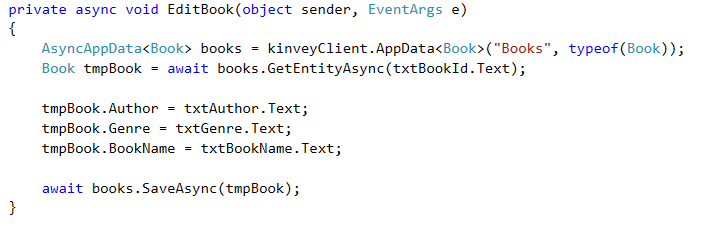 private async void EditBook(object sender, EventArgs e)
{
    AsyncAppData<Book> books = kinveyClient.AppData<Book>("Books", typeof(Book));
    Book tmpBook = await books.GetEntityAsync(txtBookId.Text);

    tmpBook.Author = txtAuthor.Text;
    tmpBook.Genre = txtGenre.Text;
    tmpBook.BookName = txtBookName.Text;

    await books.SaveAsync(tmpBook);
}